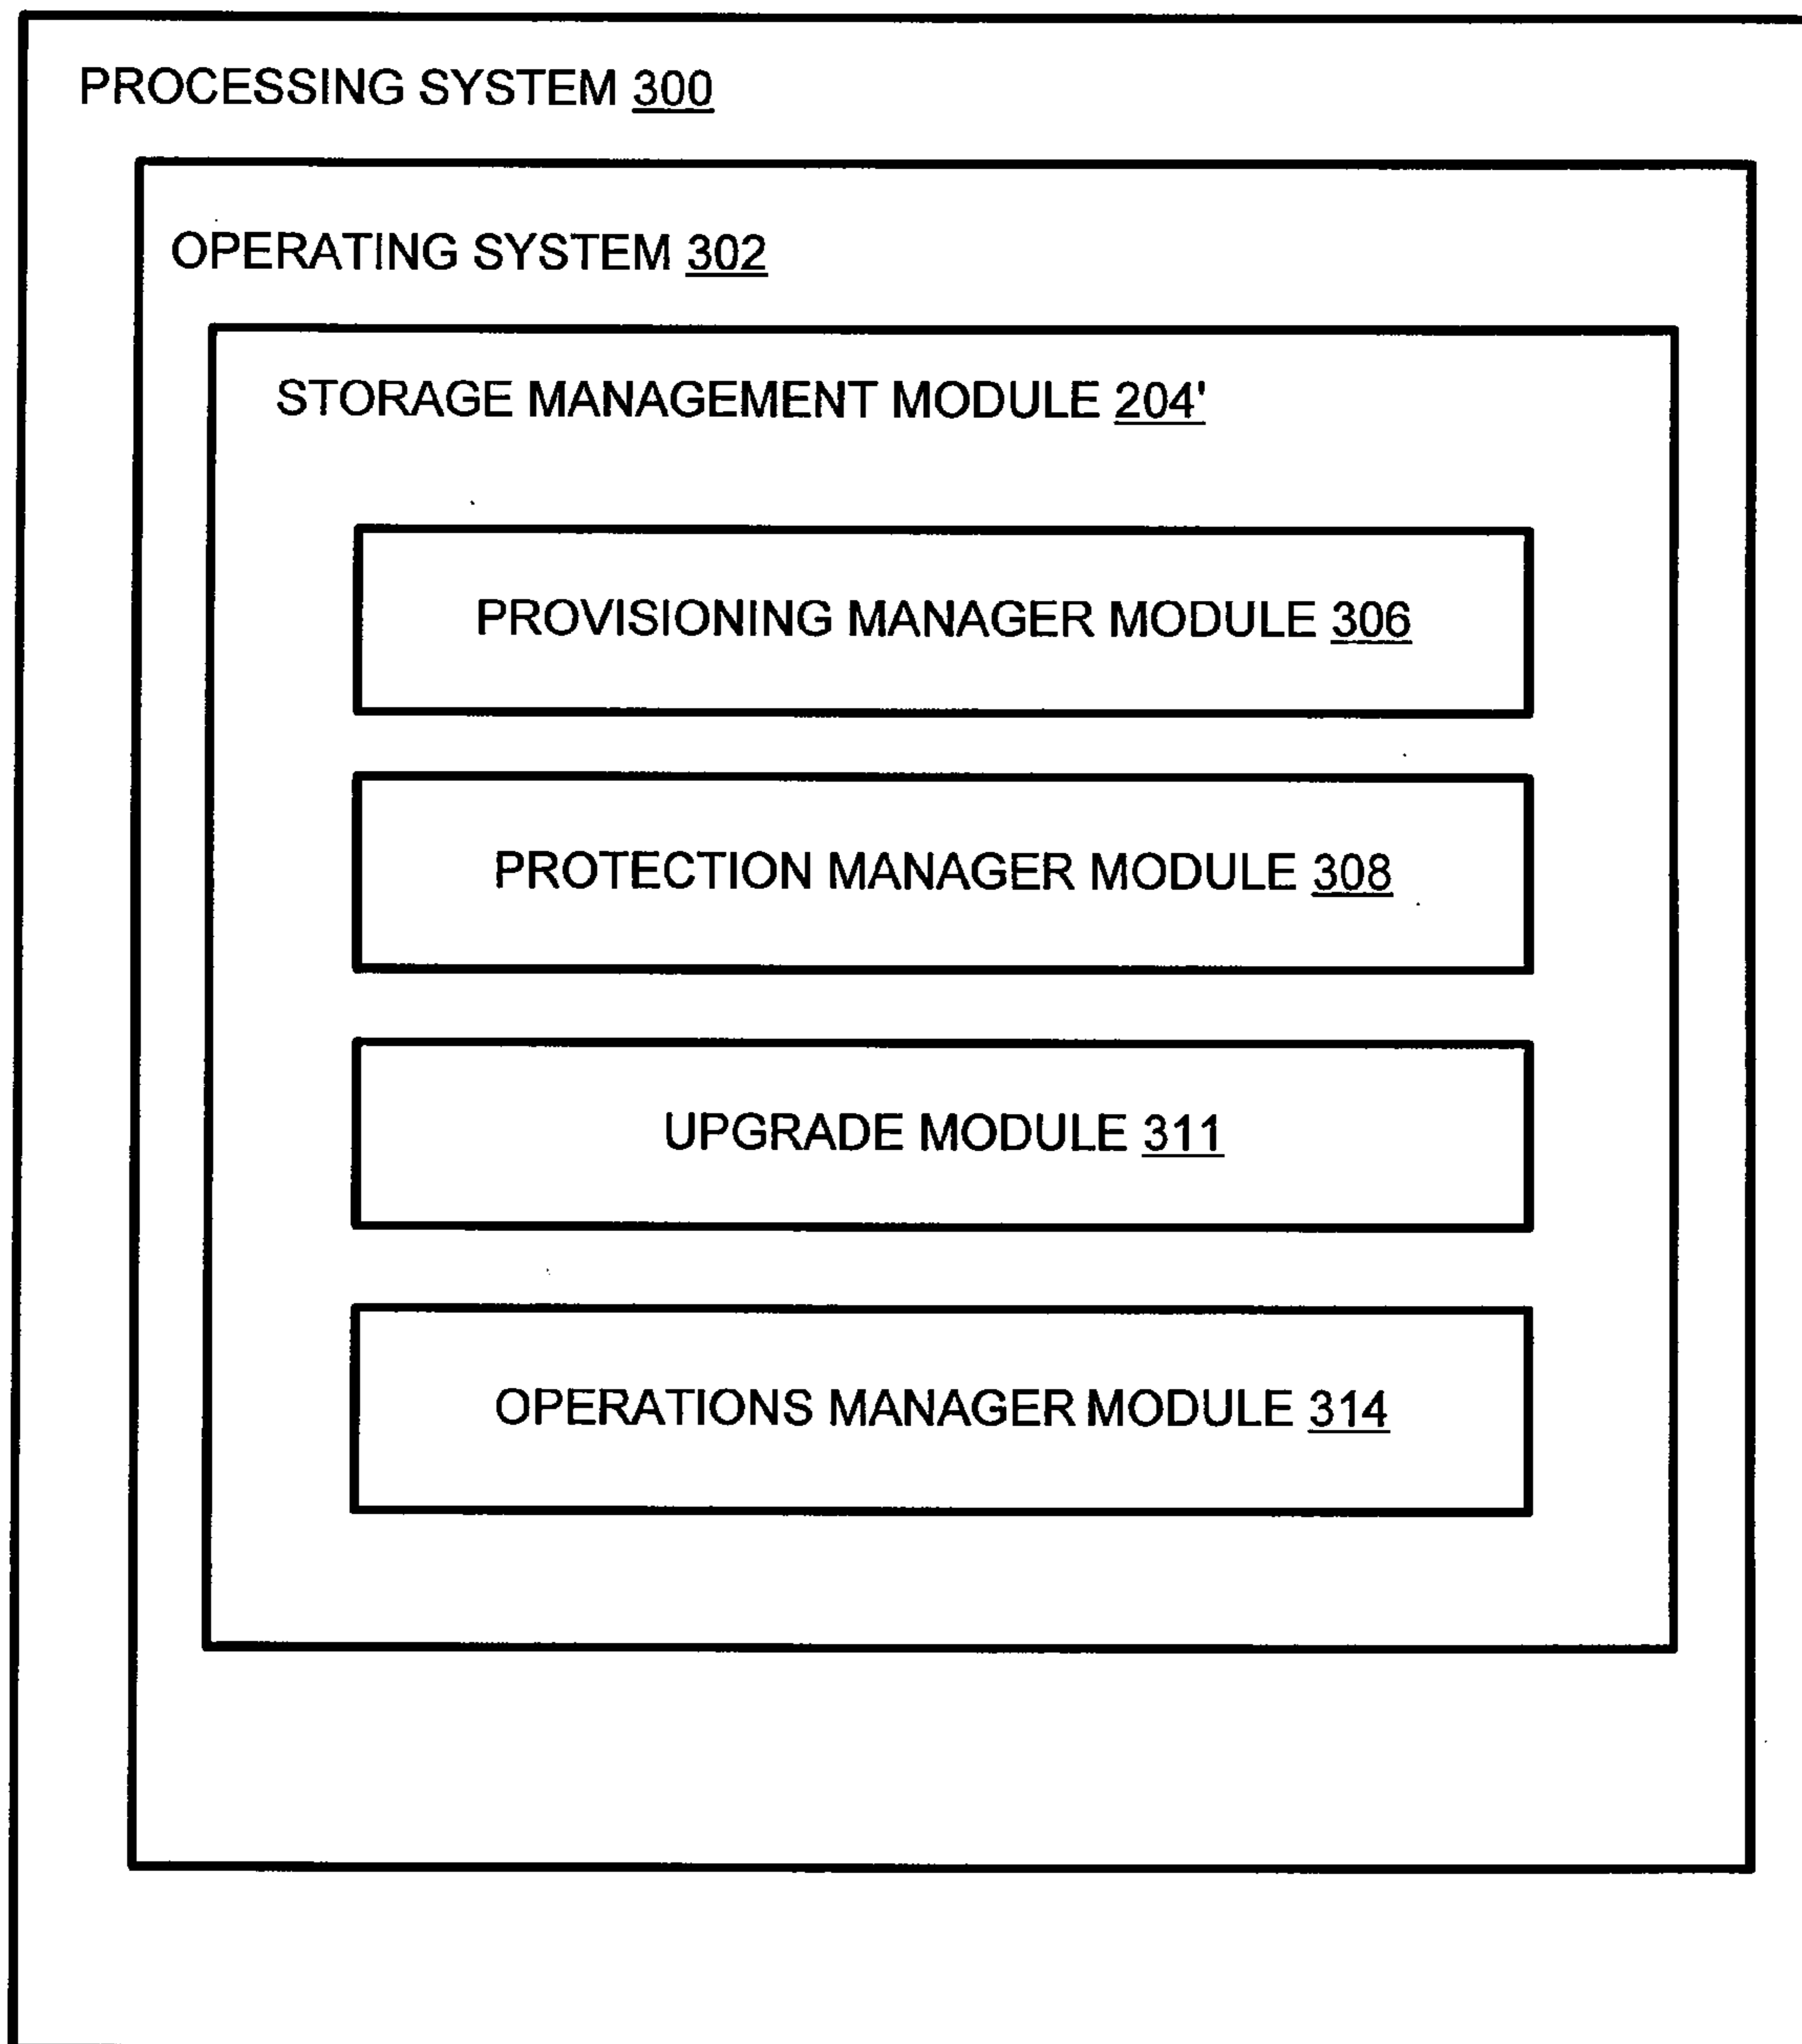 PROCESSING SYSTEM 300
OPERATING SYSTEM 302
STORAGE MANAGEMENT MODULE 204'
PROVISIONING MANAGER MODULE 306
PROTECTION MANAGER MODULE 308
UPGRADE MODULE 311
OPERATIONS MANAGER MODULE 314